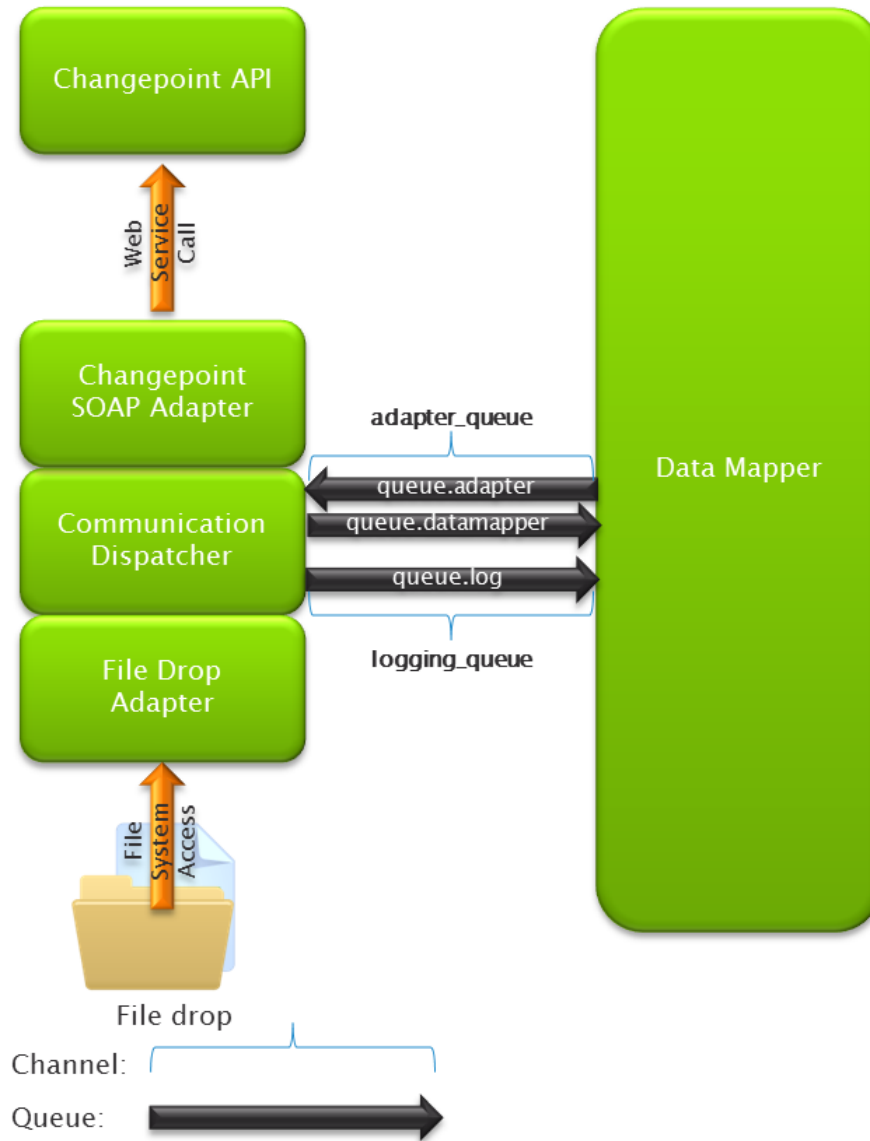 Changepoint API
Web
Service
Call
Changepoint
SOAP Adapter
adapter_queue
queue.adapter
Data Mapper
Communication
Dispatcher
queue.datamapper
queue.log
logging_queue
File Drop
Adapter
File
System
Access
File drop
Channel:
Queue: